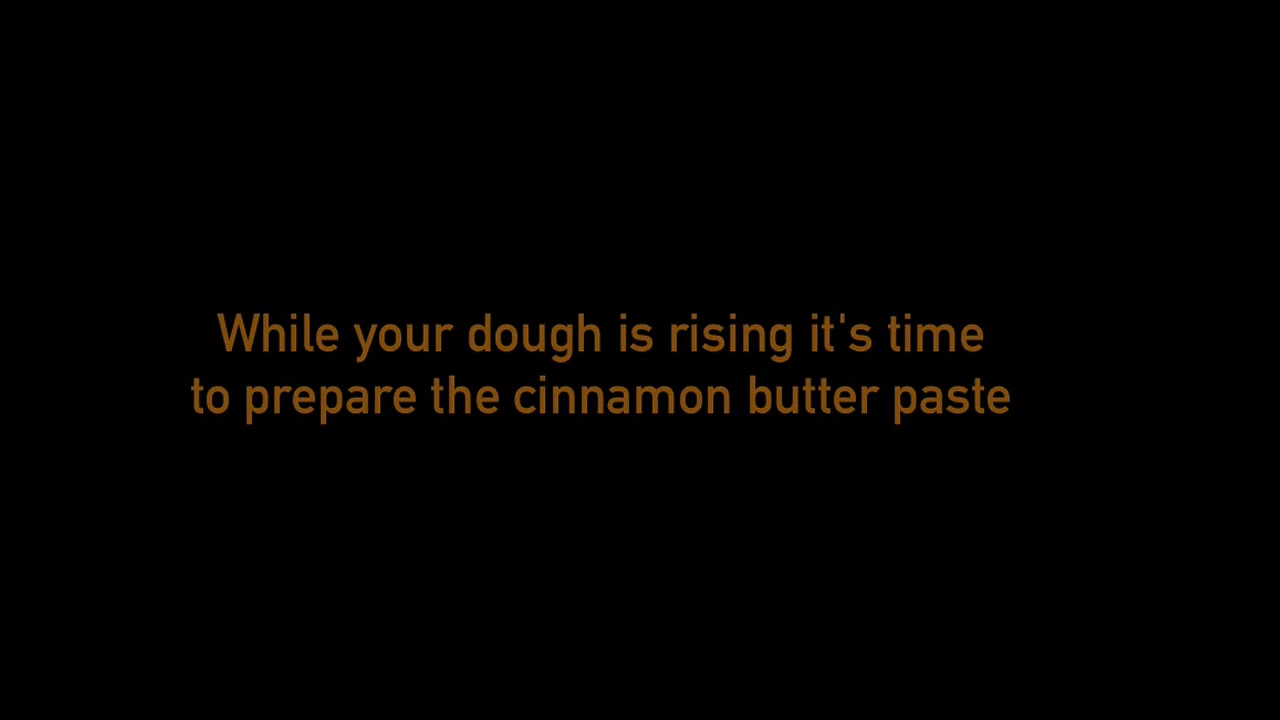 While your dough is rising it's time
to prepare the cinnamon butter paste